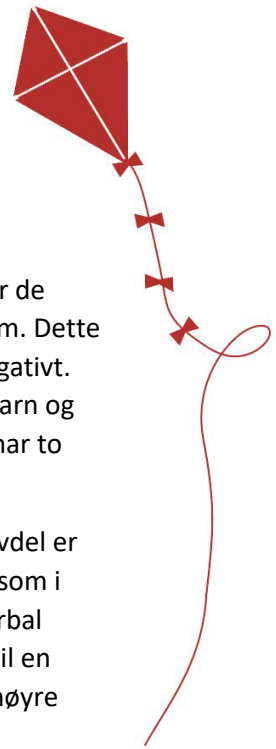 r de
m. Dette
gativt.
arn og
har to
vdel er
som i
rbal
il en
høyre